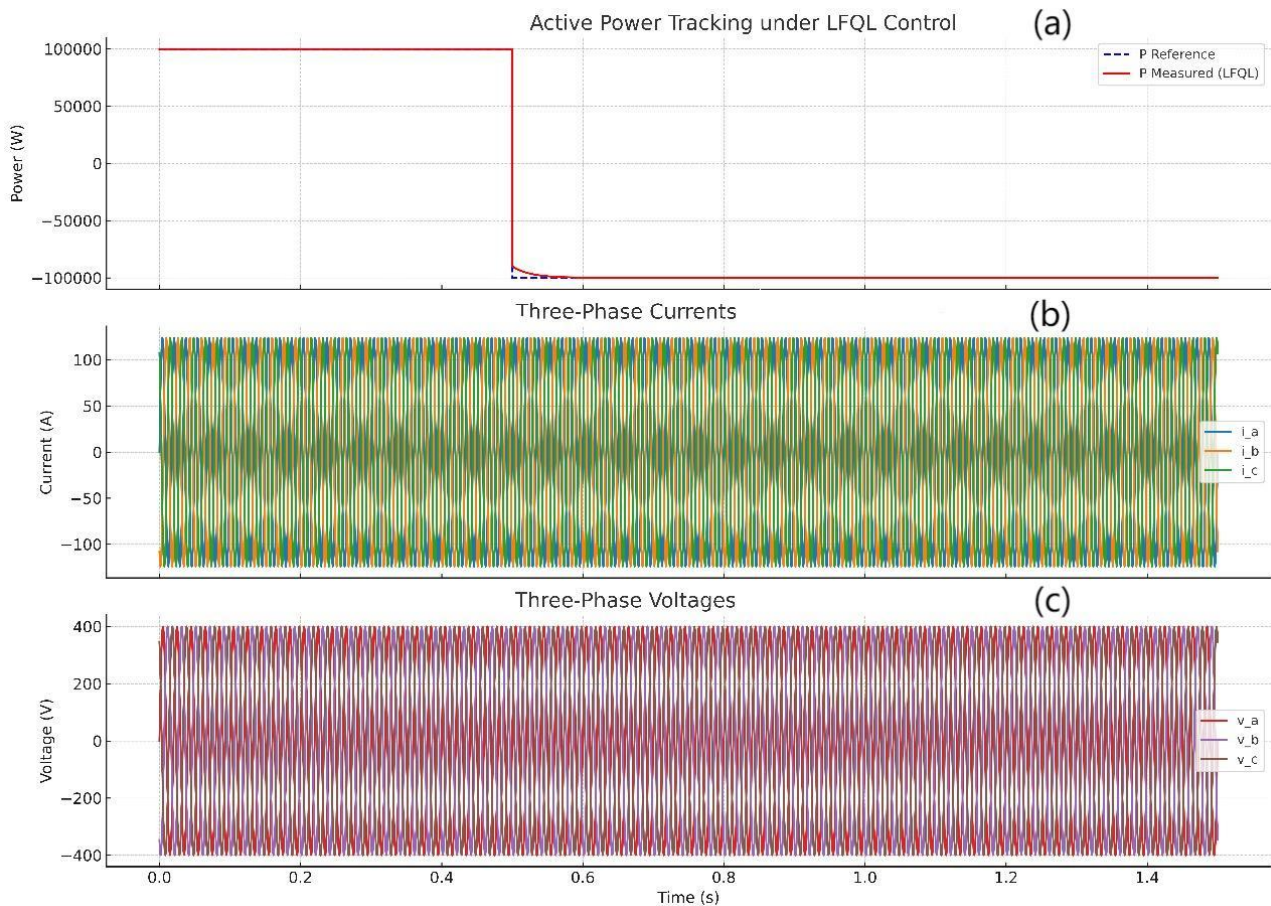 Active Power Tracking under LFQL Control (a)
P Reference
P Measured (LFQL)
Power (W)
100000
50000
0
−50000
−100000
Three-Phase Currents (b)
Current (A)
100
50
0
−50
−100
i_a
i_b
i_c
Three-Phase Voltages (c)
Voltage (V)
400
200
0
−200
−400
v_a
v_b
v_c
0.0 0.2 0.4 0.6 0.8 1.0 1.2 1.4
Time (s)